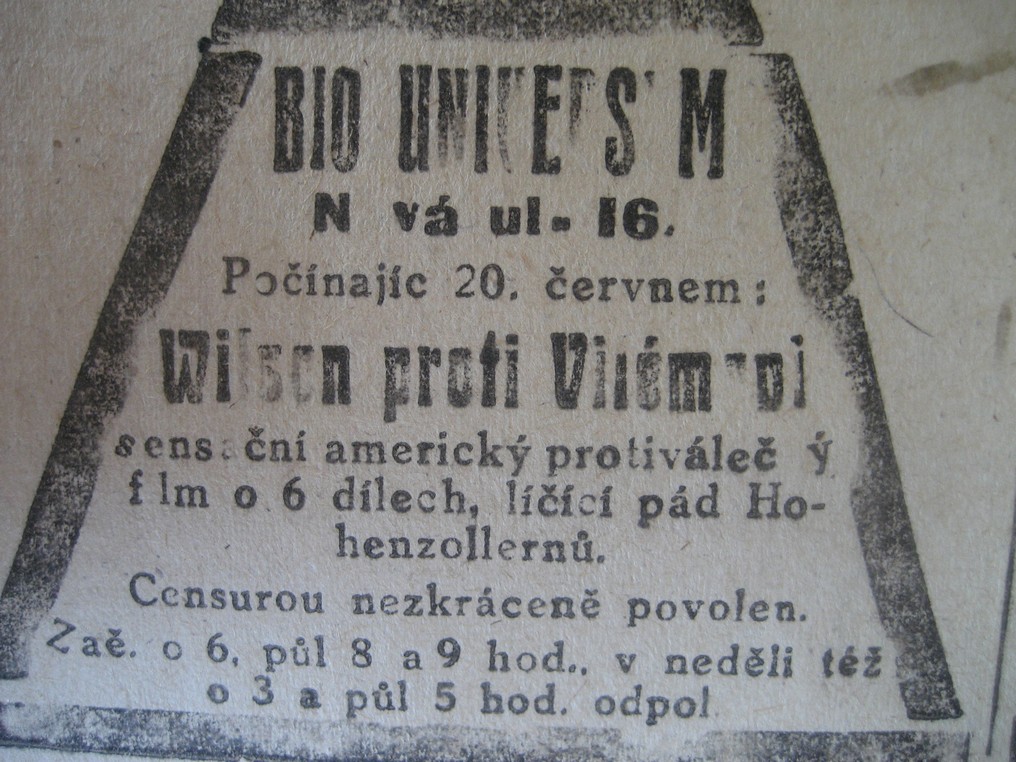 BIO UNIVERSUM
Nová ul. 16.
Počínajíc 20. červnem:
Wilson proti Vilémovi
sensační americký protiválečný
film o 6 dílech, líčící pád Ho-
henzollernů.
Censurou nezkráceně povolen.
Zač. o 6, půl 8 a 9 hod., v neděli též
o 3 a půl 5 hod. odpol.